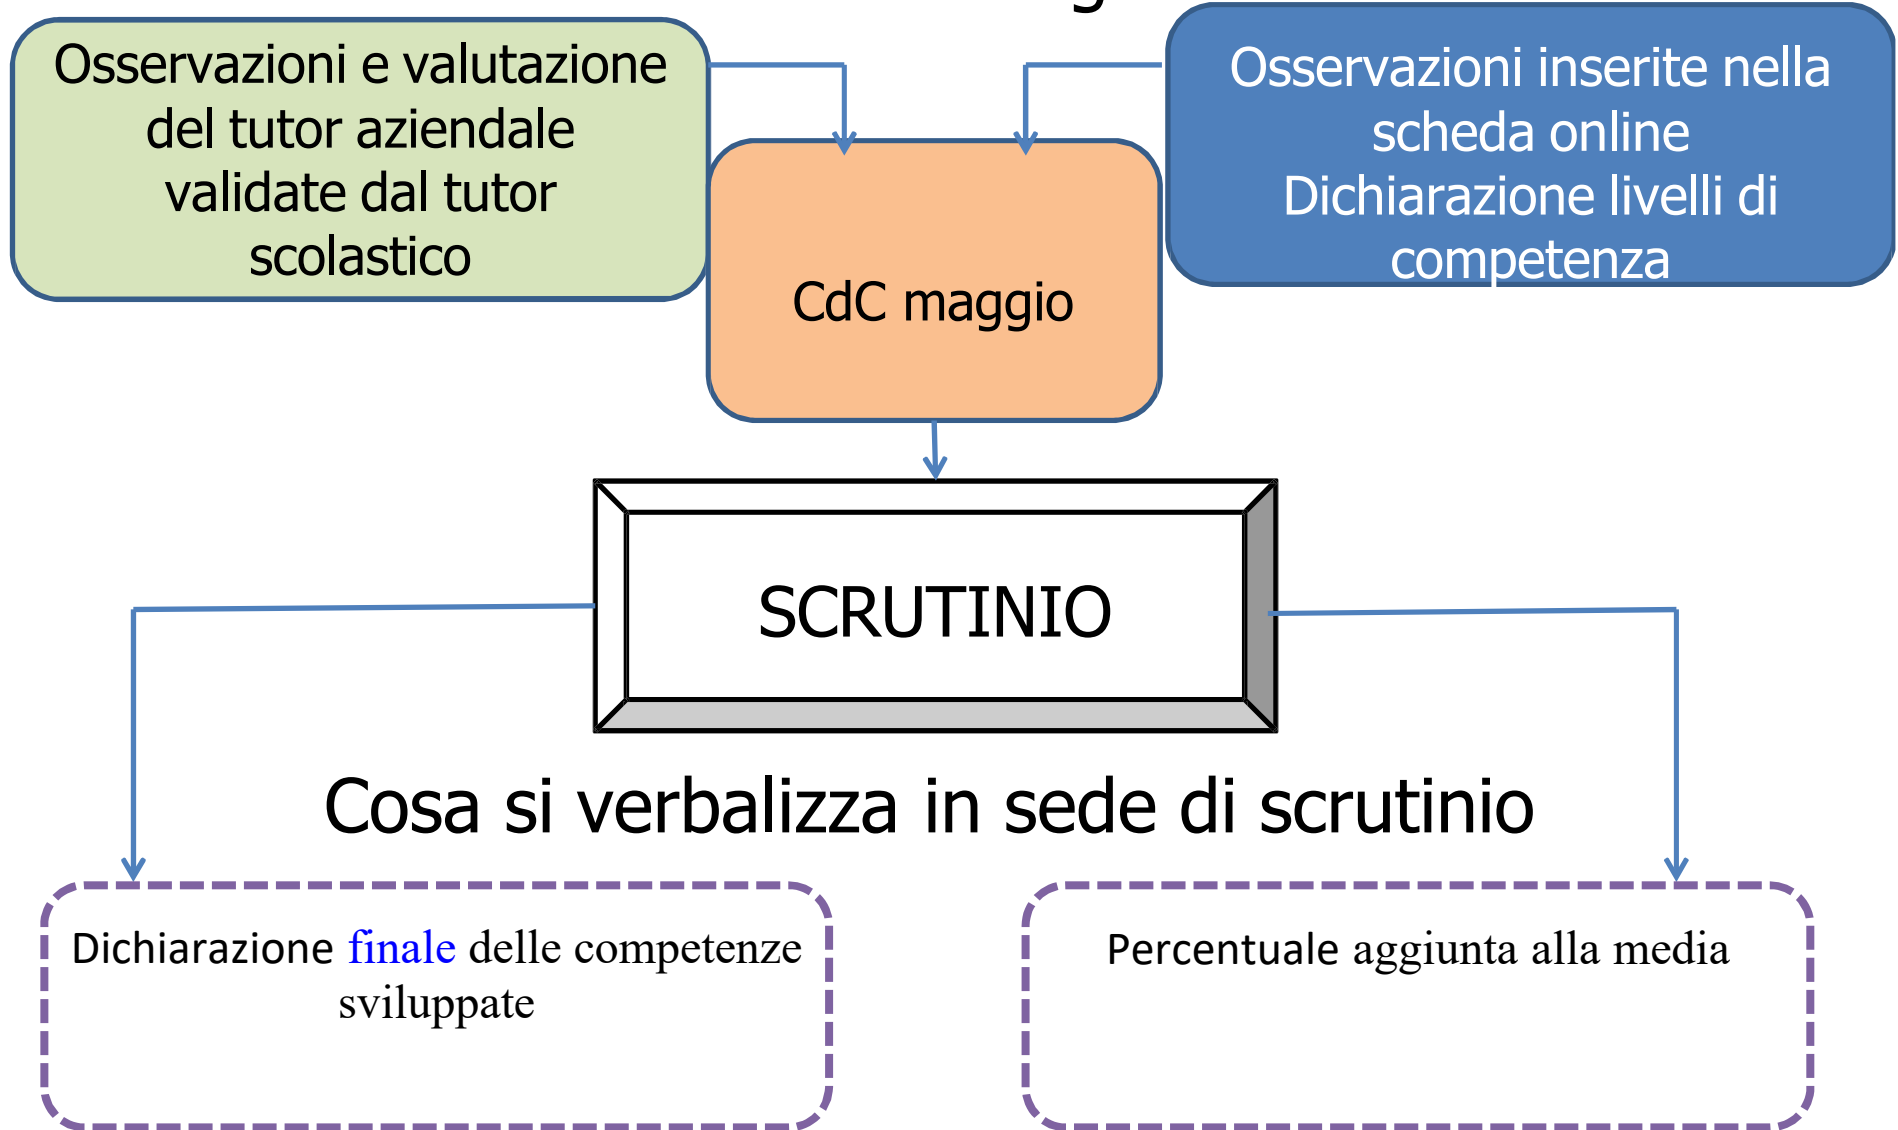 Osservazioni e valutazione
del tutor aziendale
validate dal tutor
scolastico
Osservazioni inserite nella
scheda online
Dichiarazione livelli di
competenza
CdC maggio
SCRUTINIO
Cosa si verbalizza in sede di scrutinio
Dichiarazione finale delle competenze
sviluppate
Percentuale aggiunta alla media